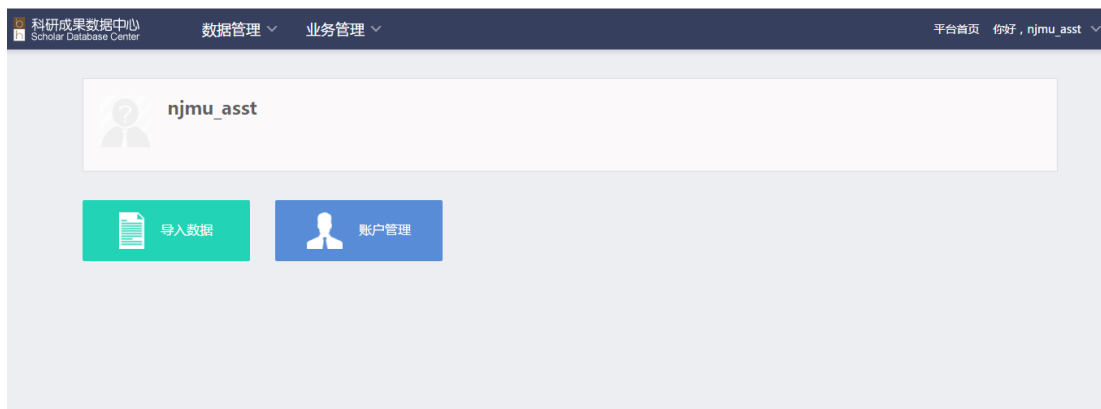 科研成果数据中心
Scholar Database Center
数据管理 业务管理 平台首页 你好，njmu_asst
njmu_asst
导入数据 账户管理